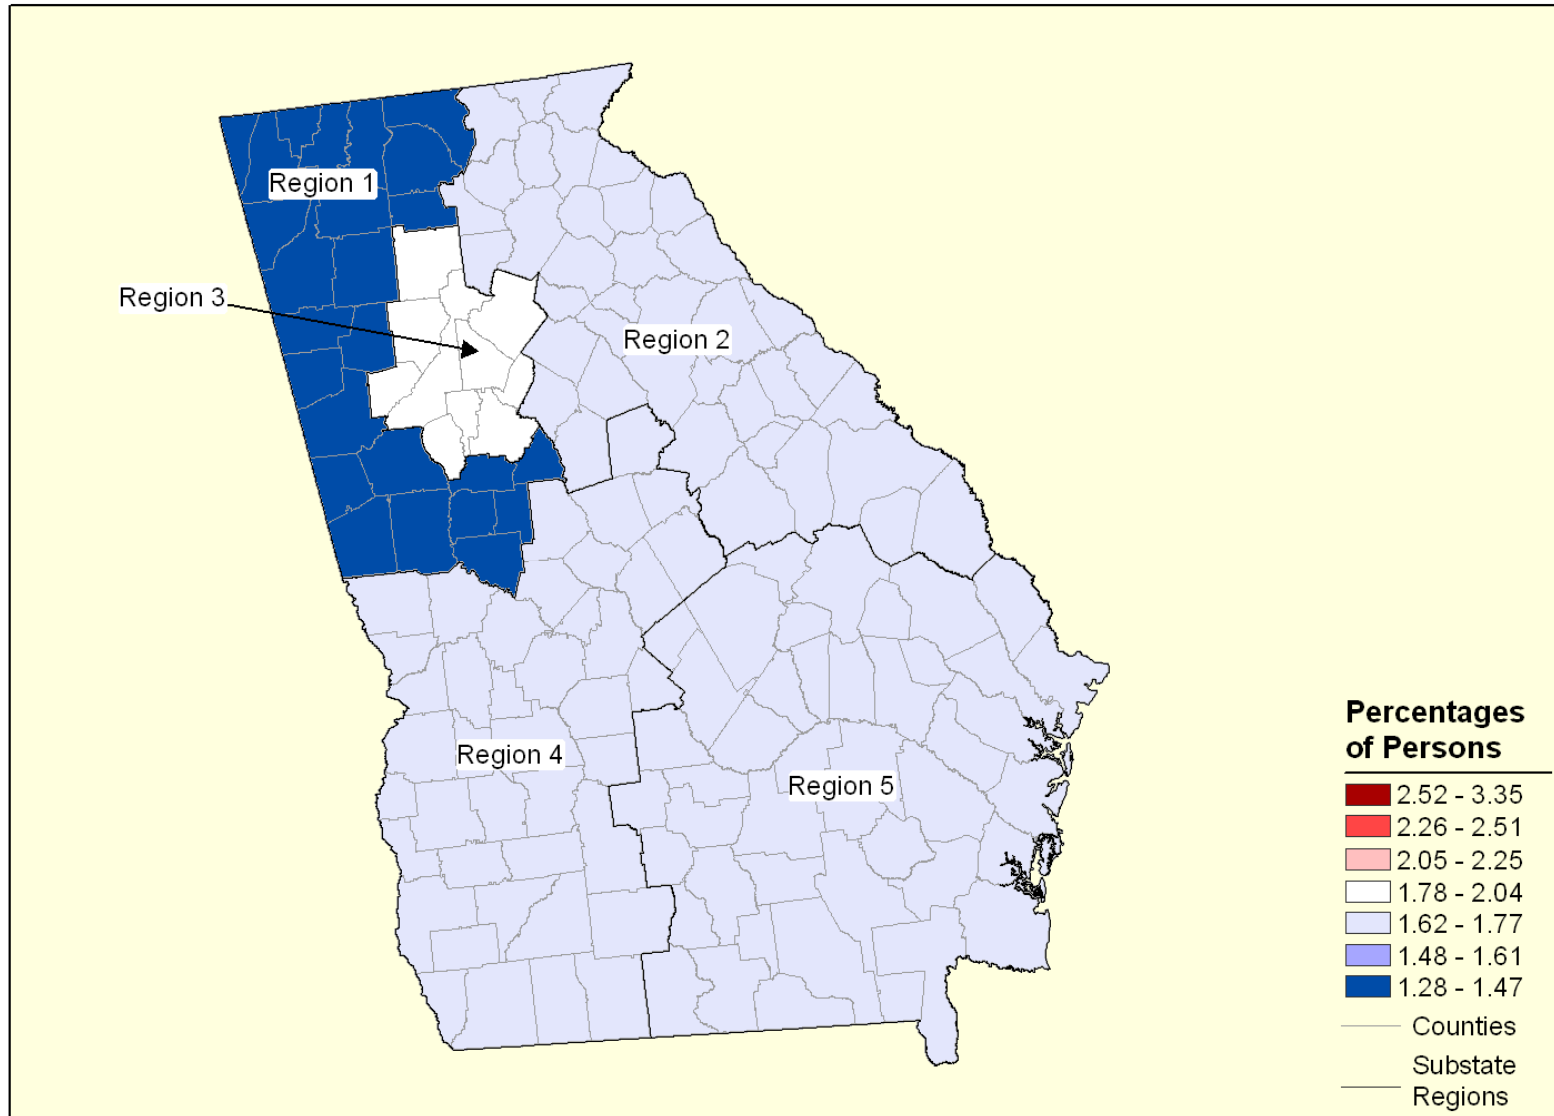 Region 1
Region 3
Region 2
Region 4
Region 5
Percentages
of Persons
2.52 - 3.35
2.26 - 2.51
2.05 - 2.25
1.78 - 2.04
1.62 - 1.77
1.48 - 1.61
1.28 - 1.47
Counties
Substate
Regions